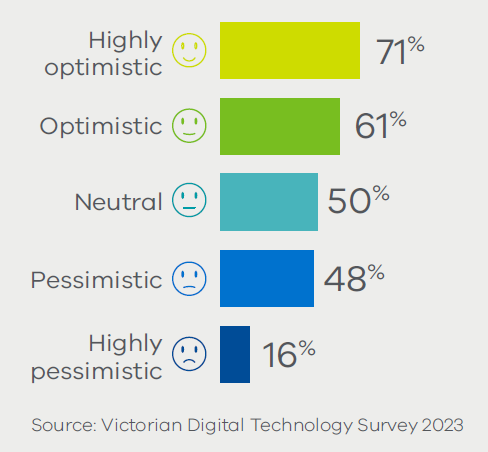 Highly
optimistic
71%
Optimistic
61%
Neutral
50%
Pessimistic
48%
Highly
pessimistic
16%
Source: Victorian Digital Technology Survey 2023